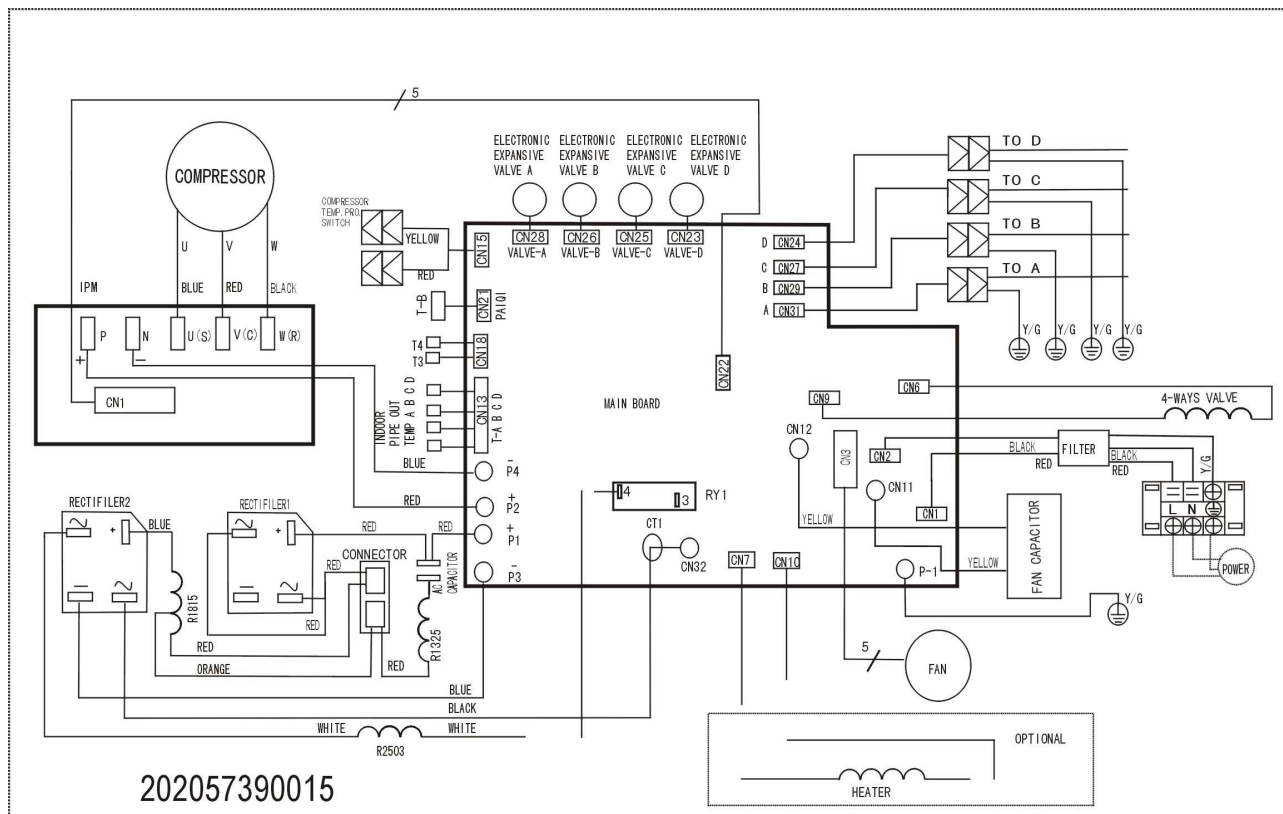 5
COMPRESSOR
U
V
W
BLUE
RED
BLACK
IPM
P
N
U(S)
V(C)
W(R)
+
-
CN1
COMPRESSOR
TEMP. PRO.
SWITCH
YELLOW
RED
CN15
ELECTRONIC
EXPANSIVE
VALVE A
ELECTRONIC
EXPANSIVE
VALVE B
ELECTRONIC
EXPANSIVE
VALVE C
ELECTRONIC
EXPANSIVE
VALVE D
CN28
VALVE-A
CN26
VALVE-B
CN25
VALVE-C
CN23
VALVE-D
T-B
CN21
PAIQI
T4
T3
CN18
INDOOR
PIPE OUT
TEMP A B C D
CN13
T-A B C D
CN22
MAIN BOARD
D
CN24
C
CN27
B
CN29
A
CN31
TO D
TO C
TO B
TO A
Y/G
Y/G
Y/G
Y/G
CN6
CN9
4-WAYS VALVE
CN12
CN3
CN2
CN11
CN1
BLACK
RED
FILTER
BLACK
RED
Y/G
L
N
POWER
YELLOW
YELLOW
FAN CAPACITOR
P-1
Y/G
BLUE
-
P4
RED
+
P2
RED
+
P1
-
P3
4
3
RY1
CT1
CN32
CN7
CN10
5
FAN
RECTIFILER2
+
BLUE
R1815
RECTIFILER1
+
RED
CONNECTOR
RED
RED
AC CAPACITOR
R1325
RED
ORANGE
RED
BLUE
BLACK
WHITE
R2503
WHITE
OPTIONAL
HEATER
202057390015